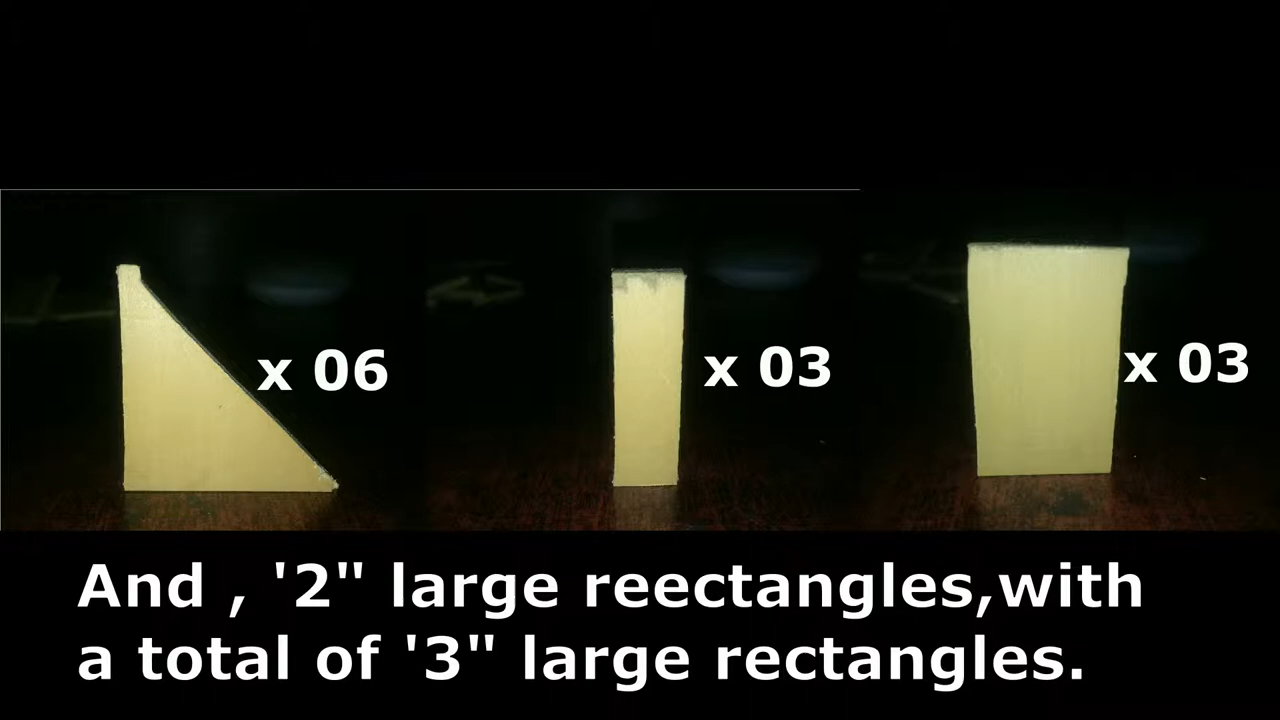 x 06
x 03
x 03
And , '2" large reectangles,with
a total of '3" large rectangles.